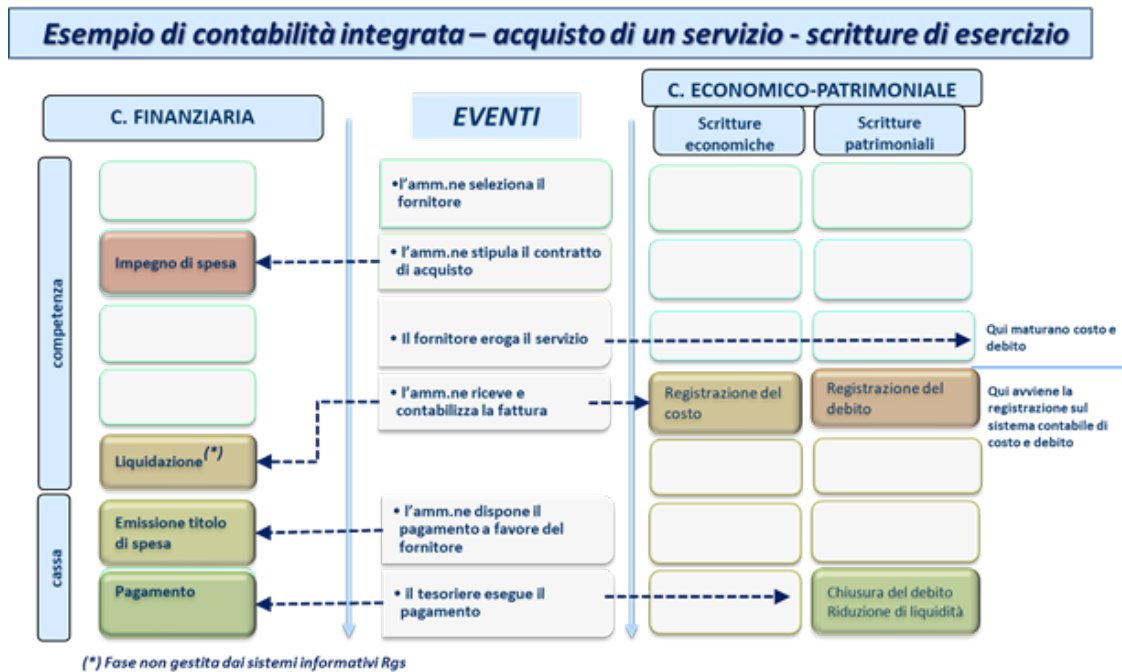 Esempio di contabilità integrata – acquisto di un servizio - scritture di esercizio
C. FINANZIARIA
EVENTI
C. ECONOMICO-PATRIMONIALE
Scritture
economiche
Scritture
patrimoniali
competenza
•l'amm.ne seleziona il
fornitore
Impegno di spesa
• l'amm.ne stipula il contratto
di acquisto
• Il fornitore eroga il servizio
Qui maturano costo e
debito
• l'amm.ne riceve e
contabilizza la fattura
Registrazione del
costo
Registrazione del
debito
Qui avviene la
registrazione sul
sistema contabile di
costo e debito
Liquidazione(*)
cassa
Emissione titolo
di spesa
• l'amm.ne dispone il
pagamento a favore del
fornitore
Pagamento
• il tesoriere esegue il
pagamento
Chiusura del debito
Riduzione di liquidità
(*) Fase non gestita dai sistemi informativi Rgs